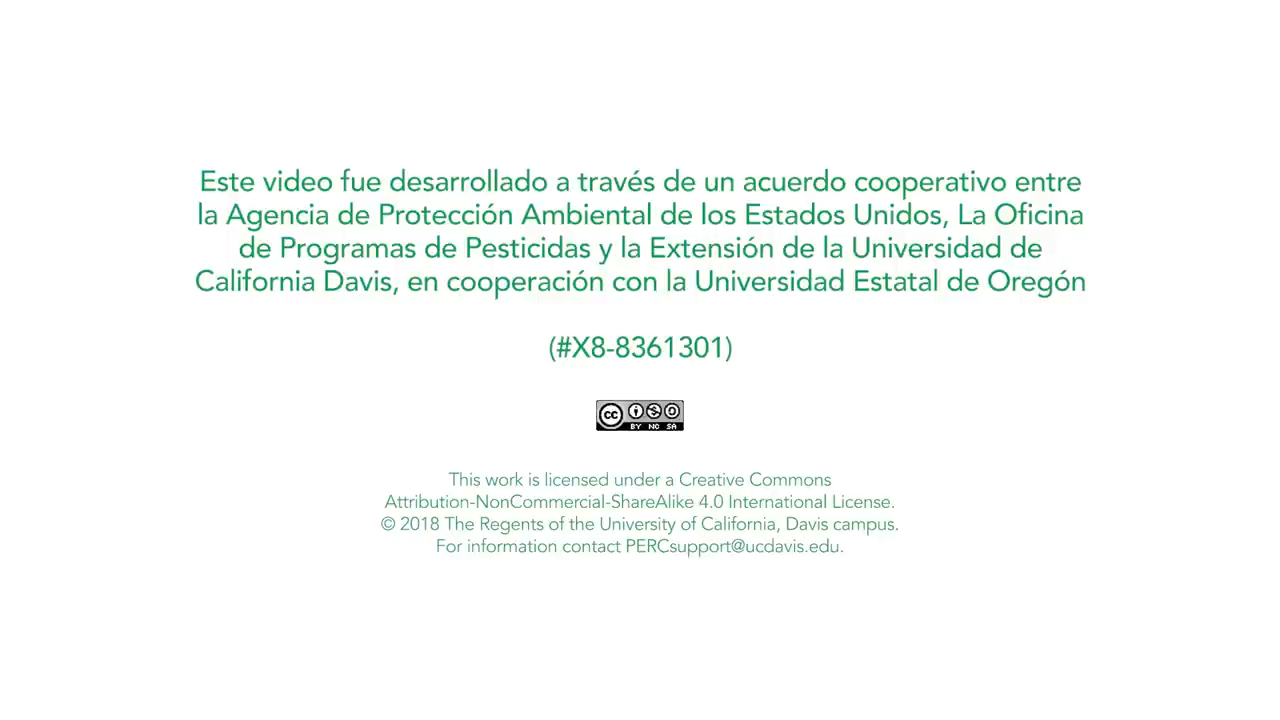 Este video fue desarrollado a través de un acuerdo cooperativo entre
la Agencia de Protección Ambiental de los Estados Unidos, La Oficina
de Programas de Pesticidas y la Extensión de la Universidad de
California Davis, en cooperación con la Universidad Estatal de Oregón
(#X8-8361301)
cc
BY NC SA
This work is licensed under a Creative Commons
Attribution-NonCommercial-ShareAlike 4.0 International License.
© 2018 The Regents of the University of California, Davis campus.
For information contact PERCsupport@ucdavis.edu.